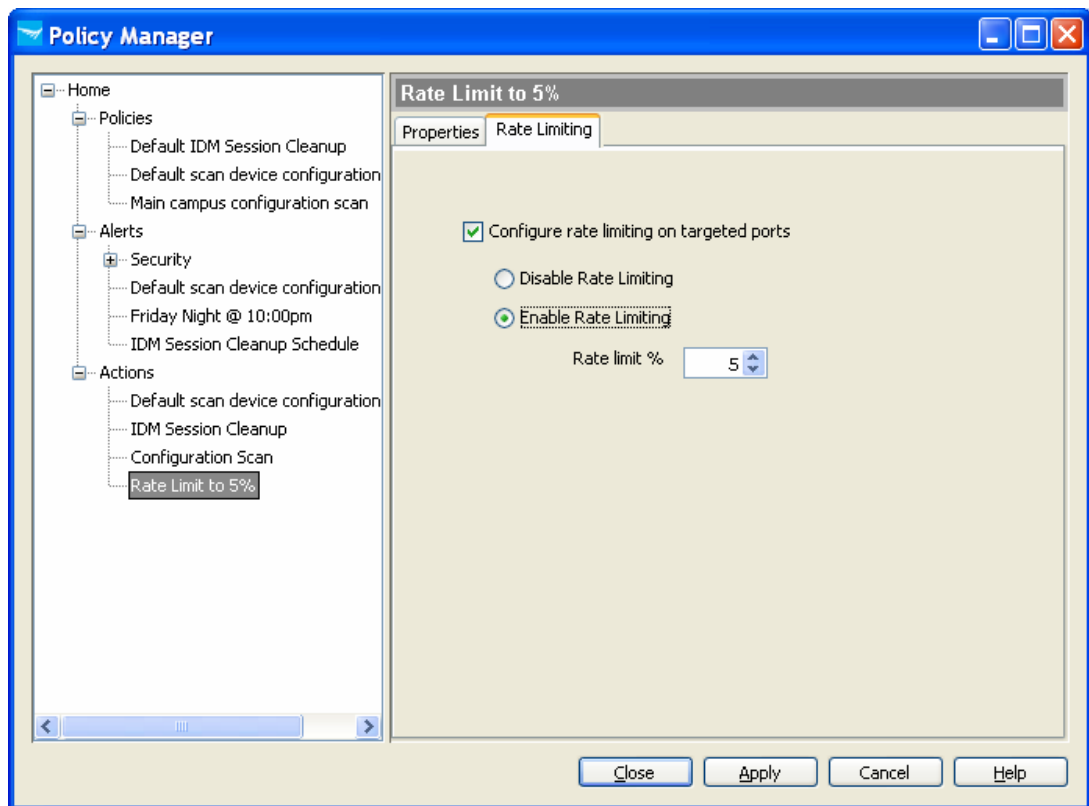 Policy Manager
Home
Policies
Default IDM Session Cleanup
Default scan device configuration
Main campus configuration scan
Alerts
Security
Default scan device configuration
Friday Night @ 10:00pm
IDM Session Cleanup Schedule
Actions
Default scan device configuration
IDM Session Cleanup
Configuration Scan
Rate Limit to 5%
Rate Limit to 5%
Properties Rate Limiting
Configure rate limiting on targeted ports
Disable Rate Limiting
Enable Rate Limiting
Rate limit % 5
Close Apply Cancel Help